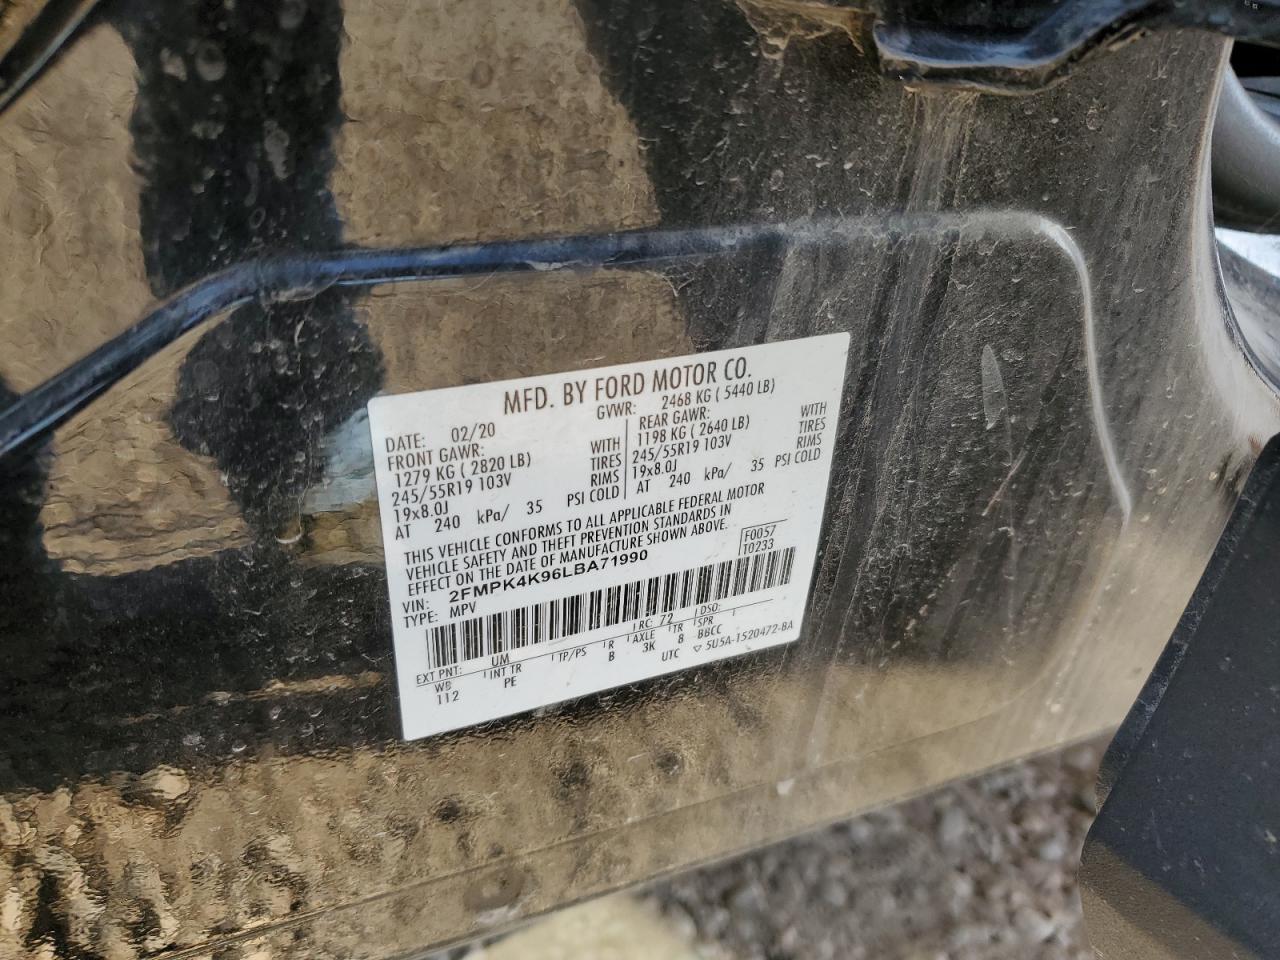 MFD. BY FORD MOTOR CO.
DATE: 02/20 GVWR: 2468 KG ( 5440 LB)
FRONT GAWR: REAR GAWR:
1279 KG ( 2820 LB) WITH 1198 KG ( 2640 LB) WITH
245/55R19 103V TIRES 245/55R19 103V TIRES
19x8.0J RIMS 19x8.0J RIMS
AT 240 kPa/ 35 PSI COLD AT 240 kPa/ 35 PSI COLD
THIS VEHICLE CONFORMS TO ALL APPLICABLE FEDERAL MOTOR
VEHICLE SAFETY AND THEFT PREVENTION STANDARDS IN
EFFECT ON THE DATE OF MANUFACTURE SHOWN ABOVE.
VIN: 2FMPK4K96LBA71990 F0057
TYPE: MPV T0233
EXT PNT: UM RC: 72 DSO:
WB INT TR TP/PS R AXLE TR SPR
112 PE B 3K 8 BBCC
UTC ▽ 5U5A-1520472-BA